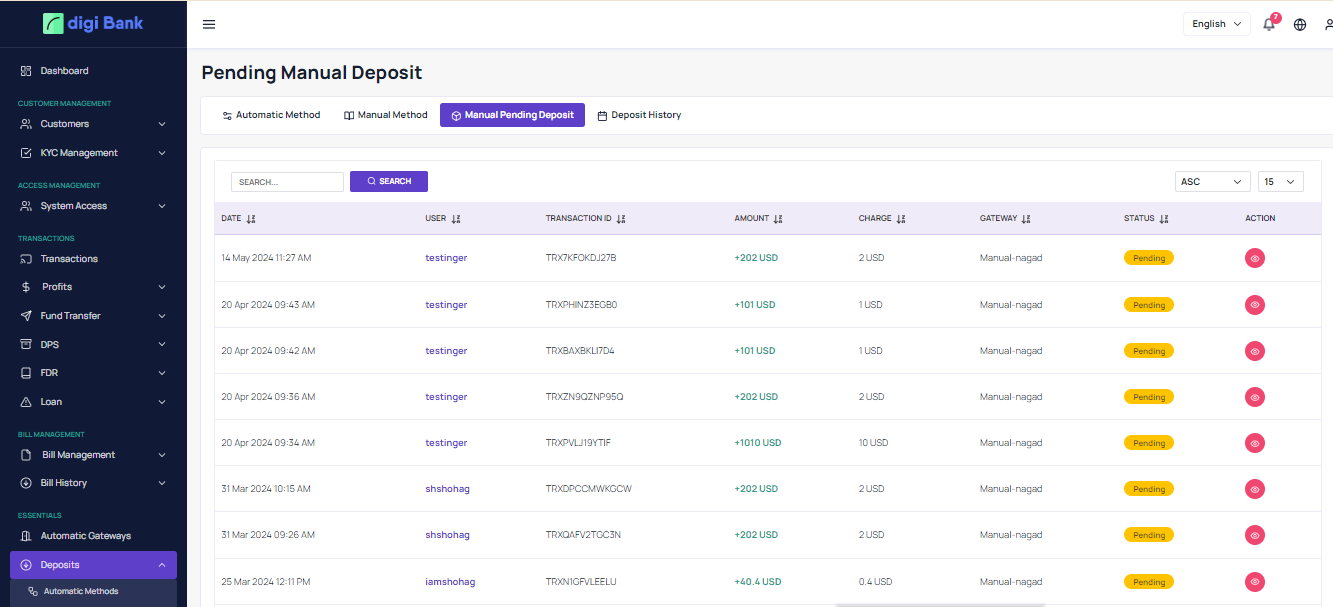 digi Bank
Dashboard
CUSTOMER MANAGEMENT
Customers
KYC Management
ACCESS MANAGEMENT
System Access
TRANSACTIONS
Transactions
Profits
Fund Transfer
DPS
FDR
Loan
BILL MANAGEMENT
Bill Management
Bill History
ESSENTIALS
Automatic Gateways
Deposits
Automatic Methods
English
7
Pending Manual Deposit
Automatic Method Manual Method Manual Pending Deposit Deposit History
SEARCH... SEARCH ASC 15
DATE USER TRANSACTION ID AMOUNT CHARGE GATEWAY STATUS ACTION
14 May 2024 11:27 AM testinger TRX7KFOKDJ27B +202 USD 2 USD Manual-nagad Pending
20 Apr 2024 09:43 AM testinger TRXPHINZ3EGB0 +101 USD 1 USD Manual-nagad Pending
20 Apr 2024 09:42 AM testinger TRXBAXBKLI7D4 +101 USD 1 USD Manual-nagad Pending
20 Apr 2024 09:36 AM testinger TRXZN9QZNP95Q +202 USD 2 USD Manual-nagad Pending
20 Apr 2024 09:34 AM testinger TRXPVLJ19YTIF +1010 USD 10 USD Manual-nagad Pending
31 Mar 2024 10:15 AM shshohag TRXDPCCMWKGCW +202 USD 2 USD Manual-nagad Pending
31 Mar 2024 09:26 AM shshohag TRXQAFV2TGC3N +202 USD 2 USD Manual-nagad Pending
25 Mar 2024 12:11 PM iamshohag TRXN1GFVLEELU +40.4 USD 0.4 USD Manual-nagad Pending